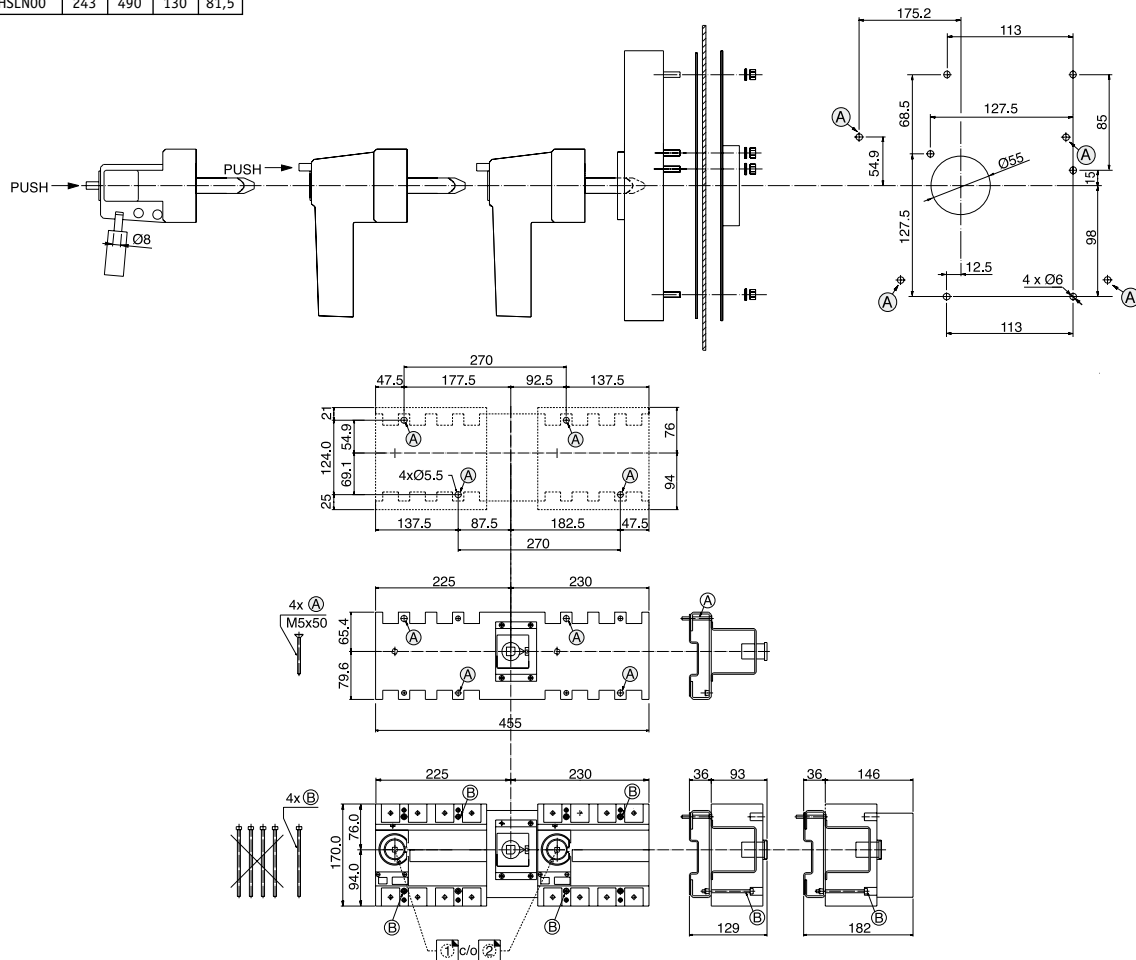 HSLN00 243 490 130 81,5
175.2
113
68.5
127.5
85
A
A
54.9
Ø55
15
PUSH
PUSH
Ø8
127.5
98
12.5
4 x Ø6
A
A
113
270
47.5 177.5 92.5 137.5
21
54.9
124.0
69.1
25
76
94
A
A
4xØ5.5
A
A
137.5 87.5 182.5 47.5
270
225 230
4x A
M5x50
65.4
79.6
A
A
A
A
A
455
225 230
36 93
36 146
4x B
B
B
76.0
170.0
94.0
B
B
B
B
129
182
1 c/o 2